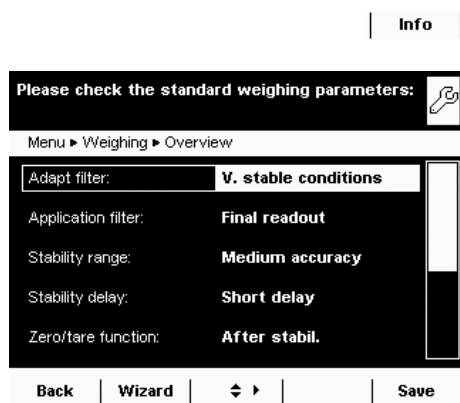 Info
Please check the standard weighing parameters:
Menu ▸ Weighing ▸ Overview
Adapt filter: V. stable conditions
Application filter: Final readout
Stability range: Medium accuracy
Stability delay: Short delay
Zero/tare function: After stabil.
Back Wizard Save